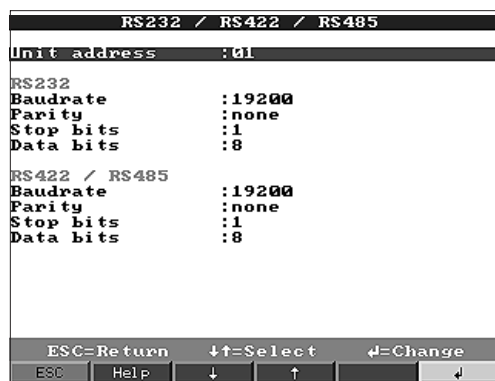 RS232 / RS422 / RS485
Unit address :01
RS232
Baudrate :19200
Parity :none
Stop bits :1
Data bits :8
RS422 / RS485
Baudrate :19200
Parity :none
Stop bits :1
Data bits :8
ESC=Return ↓↑=Select ↲=Change
ESC Help ↓ ↑ ↲